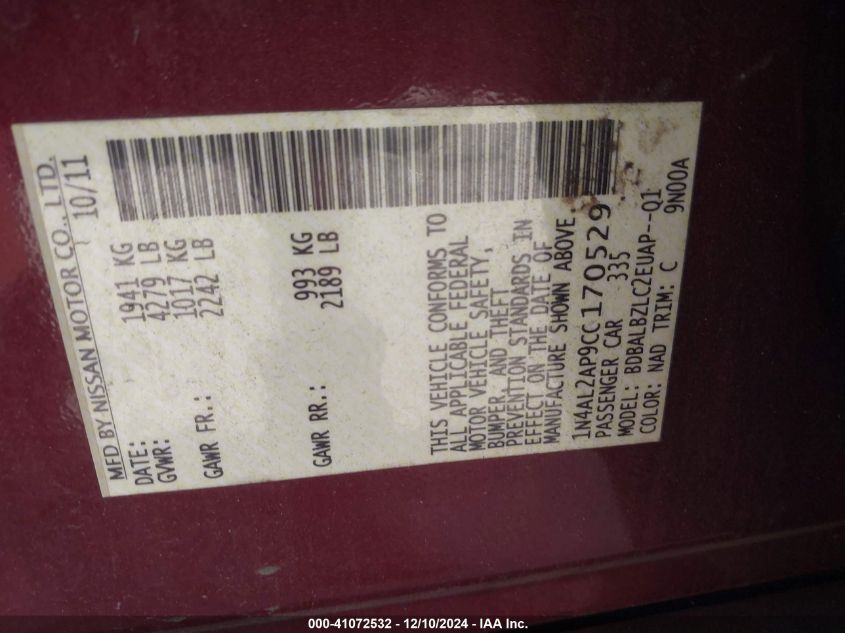 MFD BY NISSAN MOTOR CO., LTD.
DATE: 10/11
GVWR: 1941 KG
4279 LB
GAWR FR.: 1017 KG
2242 LB
GAWR RR.: 993 KG
2189 LB
THIS VEHICLE CONFORMS TO
ALL APPLICABLE FEDERAL
MOTOR VEHICLE SAFETY,
BUMPER, AND THEFT
PREVENTION STANDARDS IN
EFFECT ON THE DATE OF
MANUFACTURE SHOWN ABOVE.
1N4AL2AP9CC170529
PASSENGER CAR 335
MODEL: BDBALBZLC2EUAP--Q1
COLOR: NAD TRIM: C 9N00A
000-41072532 - 12/10/2024 - IAA Inc.